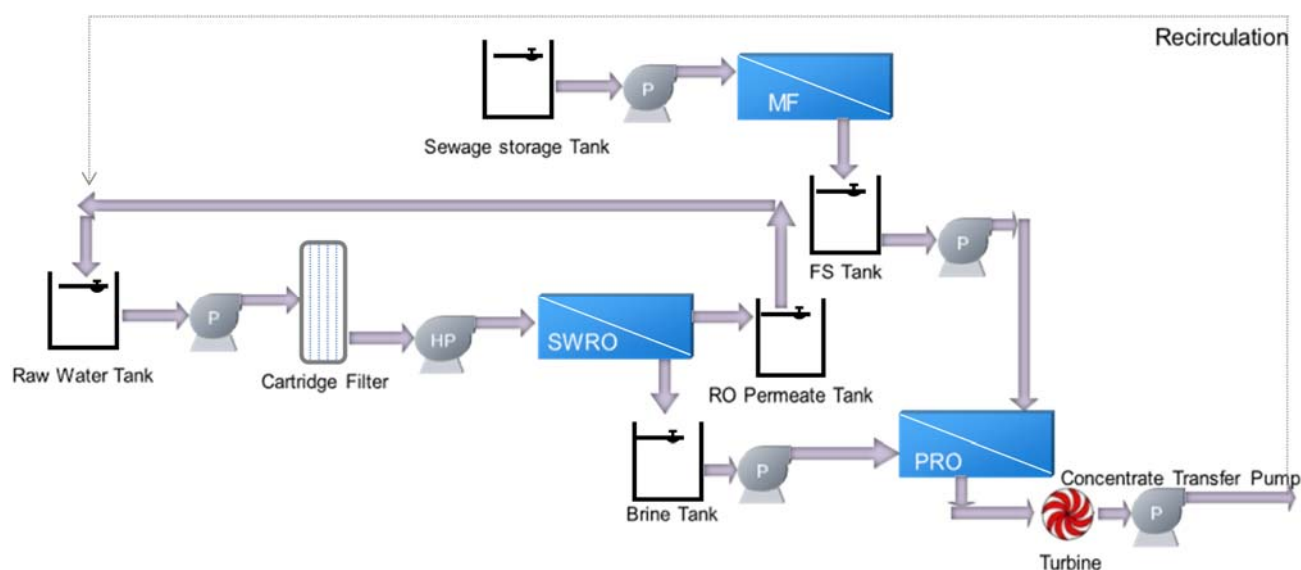 Recirculation
P
MF
Sewage storage Tank
P
FS Tank
P
HP
SWRO
Raw Water Tank
Cartridge Filter
RO Permeate Tank
P
PRO
Concentrate Transfer Pump
P
Brine Tank
Turbine